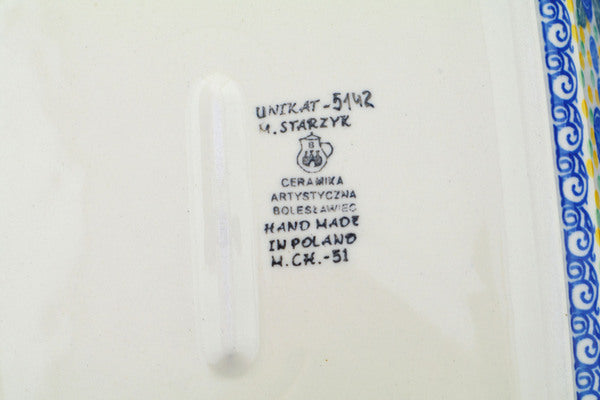 UNIKAT-5142
M. STARZYK
B
CERAMIKA
ARTYSTYCZNA
BOLESŁAWIEC
HAND MADE
IN POLAND
M.CH.-51